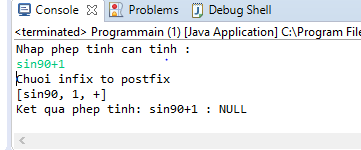 Console Problems Debug Shell
<terminated> Programmain (1) [Java Application] C:\Program File
Nhap phep tinh can tinh :
sin90+1
Chuoi infix to postfix
[sin90, 1, +]
Ket qua phep tinh: sin90+1 : NULL